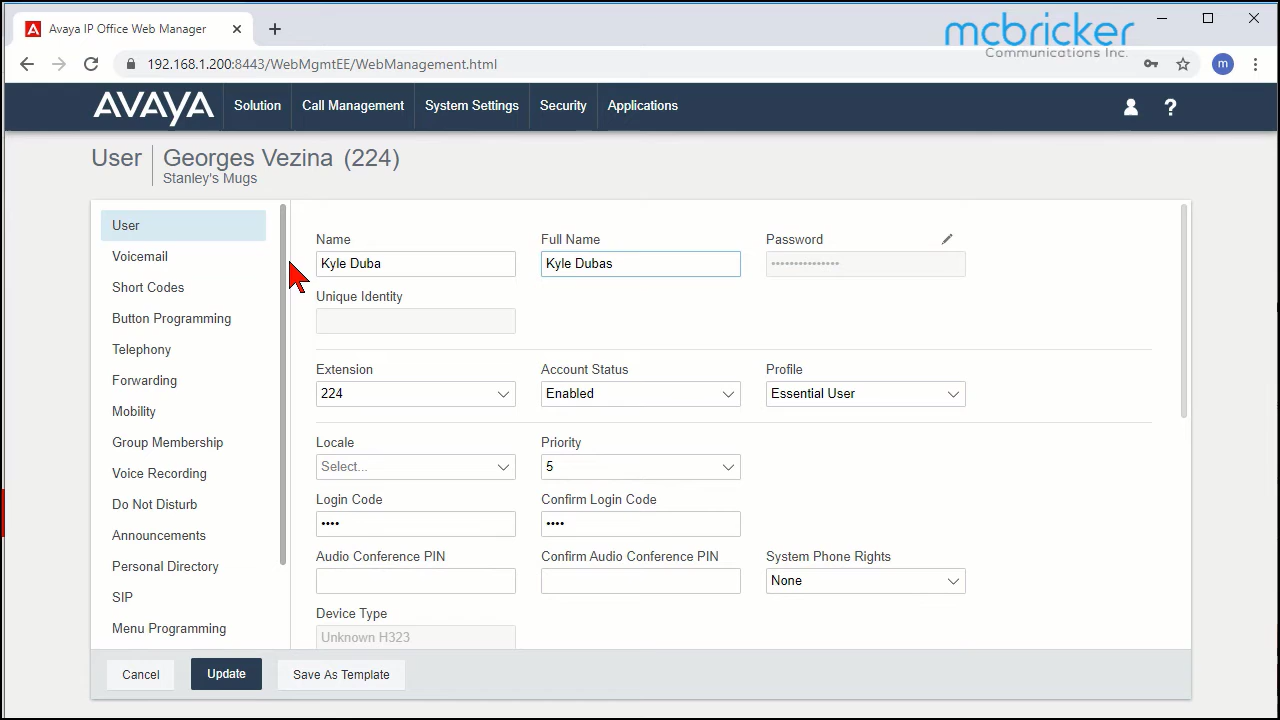 Avaya IP Office Web Manager
mcbricker
Communications Inc.
192.168.1.200:8443/WebMgmtEE/WebManagement.html
m
AVAYA
Solution
Call Management
System Settings
Security
Applications
?
User
Georges Vezina (224)
Stanley's Mugs
User
Voicemail
Short Codes
Button Programming
Telephony
Forwarding
Mobility
Group Membership
Voice Recording
Do Not Disturb
Announcements
Personal Directory
SIP
Menu Programming
Name
Full Name
Password
Kyle Duba
Kyle Dubas
•••••••••••••••
Unique Identity
Extension
Account Status
Profile
224
Enabled
Essential User
Locale
Priority
Select...
5
Login Code
Confirm Login Code
••••
••••
Audio Conference PIN
Confirm Audio Conference PIN
System Phone Rights
None
Device Type
Unknown H323
Cancel
Update
Save As Template